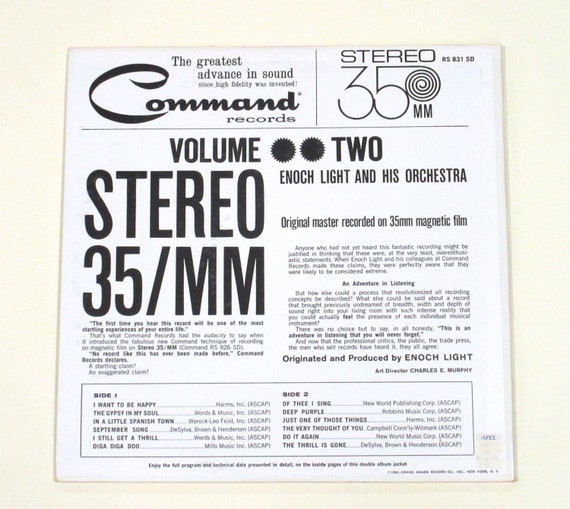 The greatest
advance in sound
since high fidelity was invented!
Command®
records
STEREO
35
MM
RS 831 SD
VOLUME TWO
STEREO
35/MM
ENOCH LIGHT AND HIS ORCHESTRA
Original master recorded on 35mm magnetic film
"The first time you hear this record will be one of the most
startling experiences of your entire life."
That's what Command Records had the audacity to say when
it introduced the fabulous new Command technique of recording
on magnetic film on Stereo 35/MM (Command RS 826 SD).
"No record like this has ever been made before," Command
Records declares.
A startling claim?
An exaggerated claim?
Anyone who had not yet heard this fantastic recording might be
justified in thinking that these were, at the very least, overenthusi-
astic statements. When Enoch Light and his colleagues at Command
Records made these claims, they were perfectly aware that they
were likely to be considered extreme.
An Adventure in Listening
But how else could a process that revolutionized all recording
concepts be described? What else could be said about a record
that brought previously undreamed of breadth, width and depth of
sound right into your living room with such intense reality that
you could actually feel the presence of each individual musical
instrument?
There was no choice but to say, in all honesty, "This is an
adventure in listening that you will never forget."
And now that the professional critics, the public, the trade press,
the men who sell records have heard it, they all agree.
Originated and Produced by ENOCH LIGHT
Art Director CHARLES E. MURPHY
SIDE 1
I WANT TO BE HAPPY Harms, Inc. (ASCAP)
THE GYPSY IN MY SOUL Words & Music, Inc. (ASCAP)
IN A LITTLE SPANISH TOWN Warock-Leo Feist, Inc. (ASCAP)
SEPTEMBER SONG DeSylva, Brown & Henderson (ASCAP)
I STILL GET A THRILL Words & Music, Inc. (ASCAP)
DIGA DIGA DOO Mills Music Inc. (ASCAP)
SIDE 2
OF THEE I SING New World Publishing Corp. (ASCAP)
DEEP PURPLE Robbins Music Corp. (ASCAP)
JUST ONE OF THOSE THINGS Harms, Inc. (ASCAP)
THE VERY THOUGHT OF YOU Campbell Conn'ly-Witmark (ASCAP)
DO IT AGAIN New World Music Corp. (ASCAP)
THE THRILL IS GONE DeSylva, Brown & Henderson (ASCAP)
Enjoy the full program and technical data presented in detail, on the inside pages of this double album jacket
©1961, GRAND AWARD RECORD CO., INC., NEW YORK, N. Y.